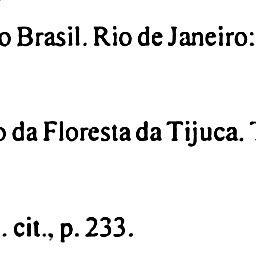 o Brasil. Rio de Janeiro:
o da Floresta da Tijuca.
. cit., p. 233.